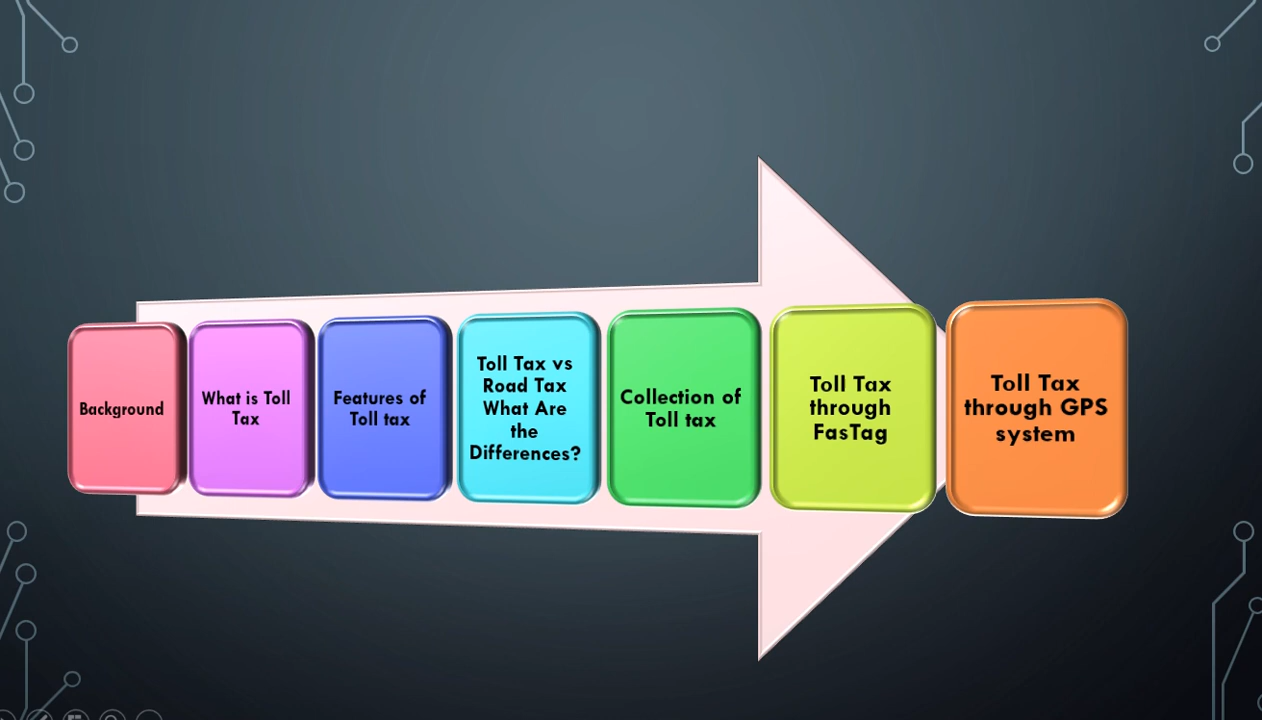 Background
What is Toll
Tax
Features of
Toll tax
Toll Tax vs
Road Tax
What Are
the
Differences?
Collection of
Toll tax
Toll Tax
through
FasTag
Toll Tax
through GPS
system